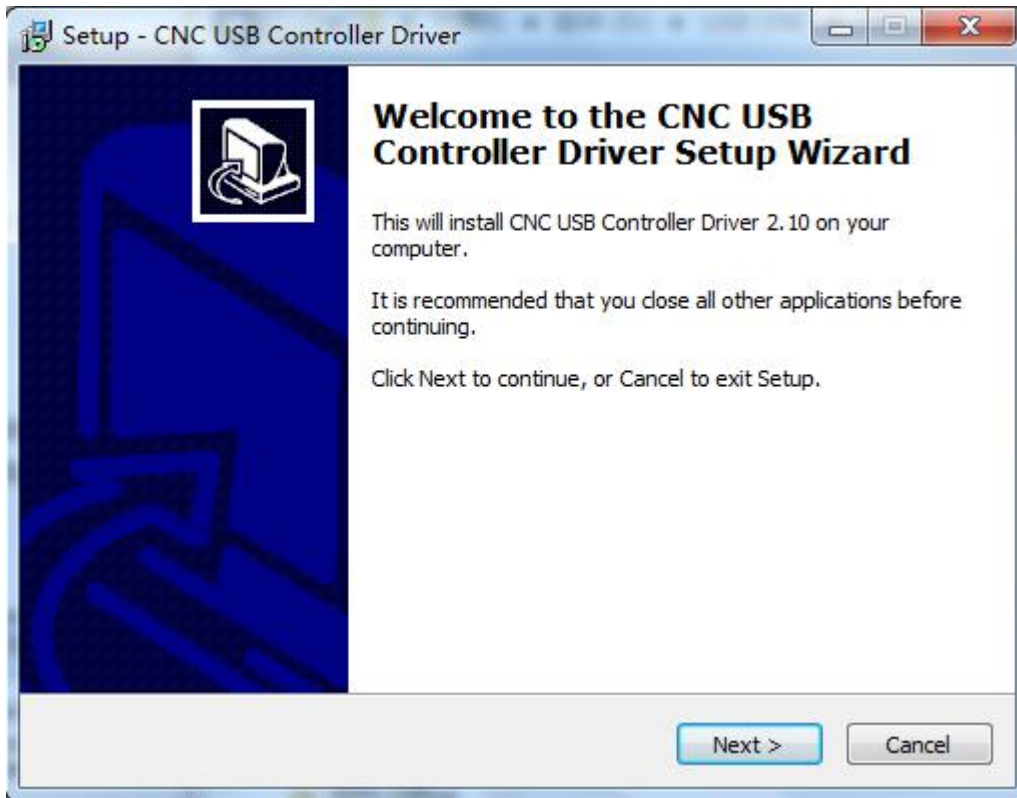 Setup - CNC USB Controller Driver
Welcome to the CNC USB
Controller Driver Setup Wizard
This will install CNC USB Controller Driver 2.10 on your
computer.
It is recommended that you close all other applications before
continuing.
Click Next to continue, or Cancel to exit Setup.
Next >
Cancel